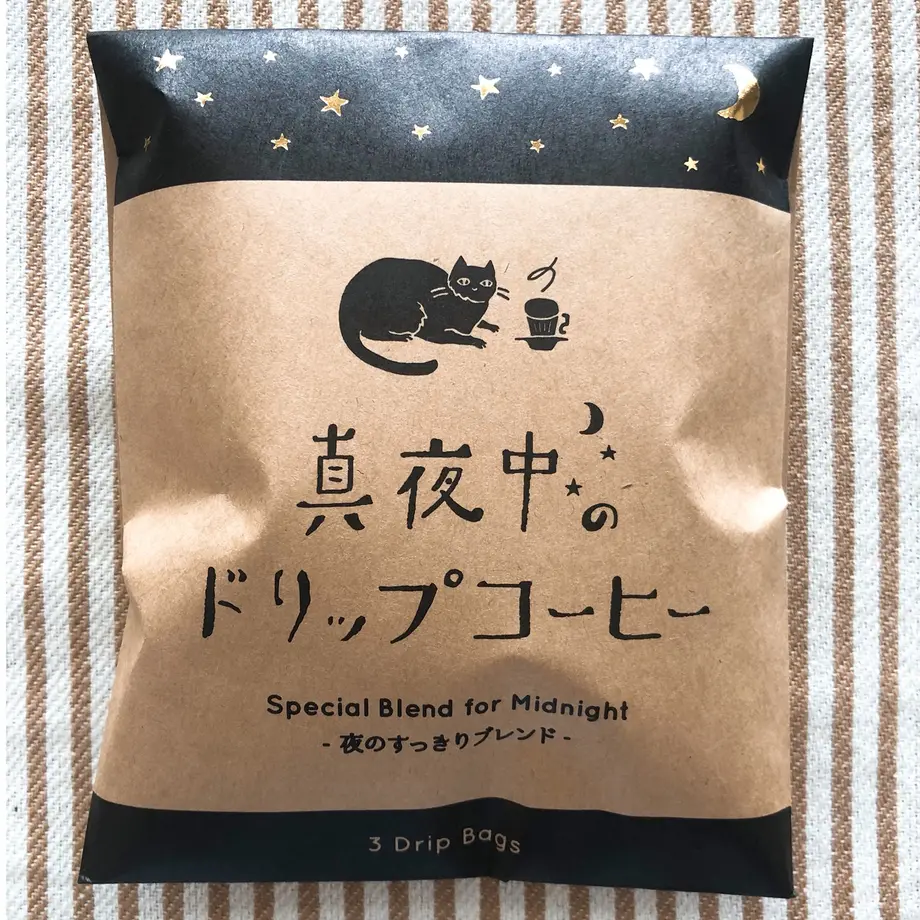 真夜中の
ドリップコーヒー
Special Blend for Midnight
- 夜のすっきりブレンド -
3 Drip Bags